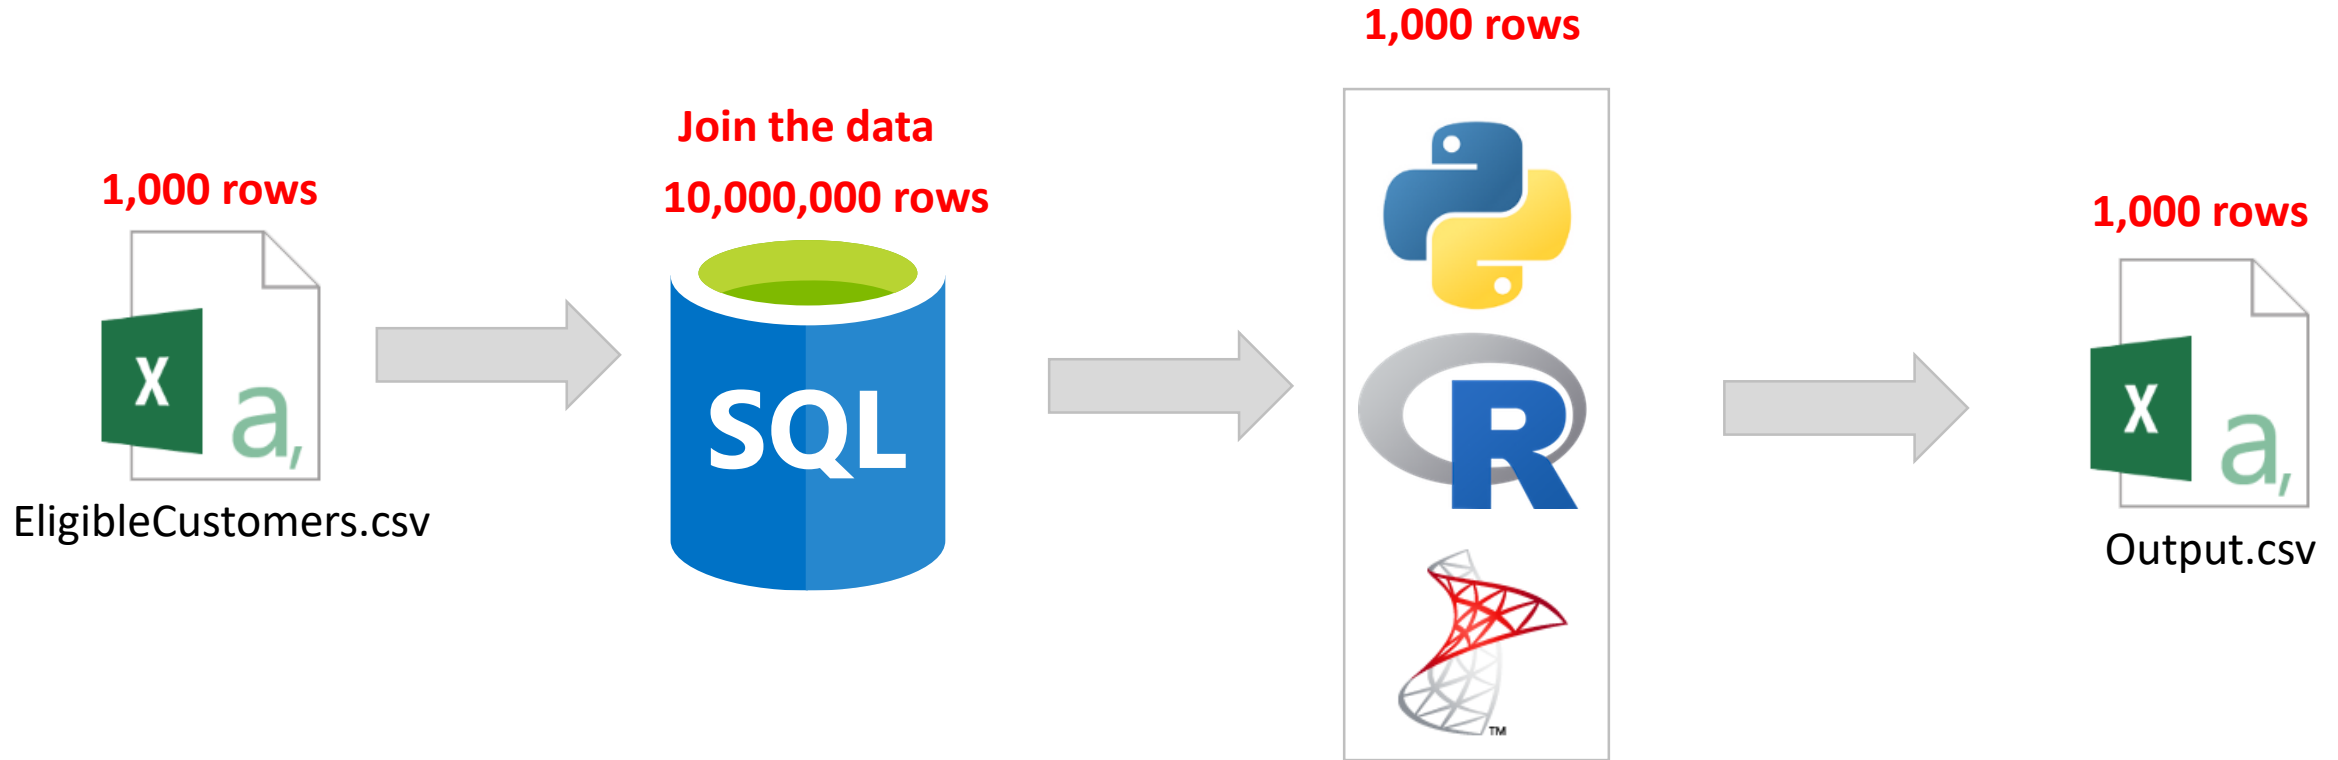 1,000 rows
X
a,
EligibleCustomers.csv
Join the data
10,000,000 rows
SQL
1,000 rows
R
TM
1,000 rows
X
a,
Output.csv